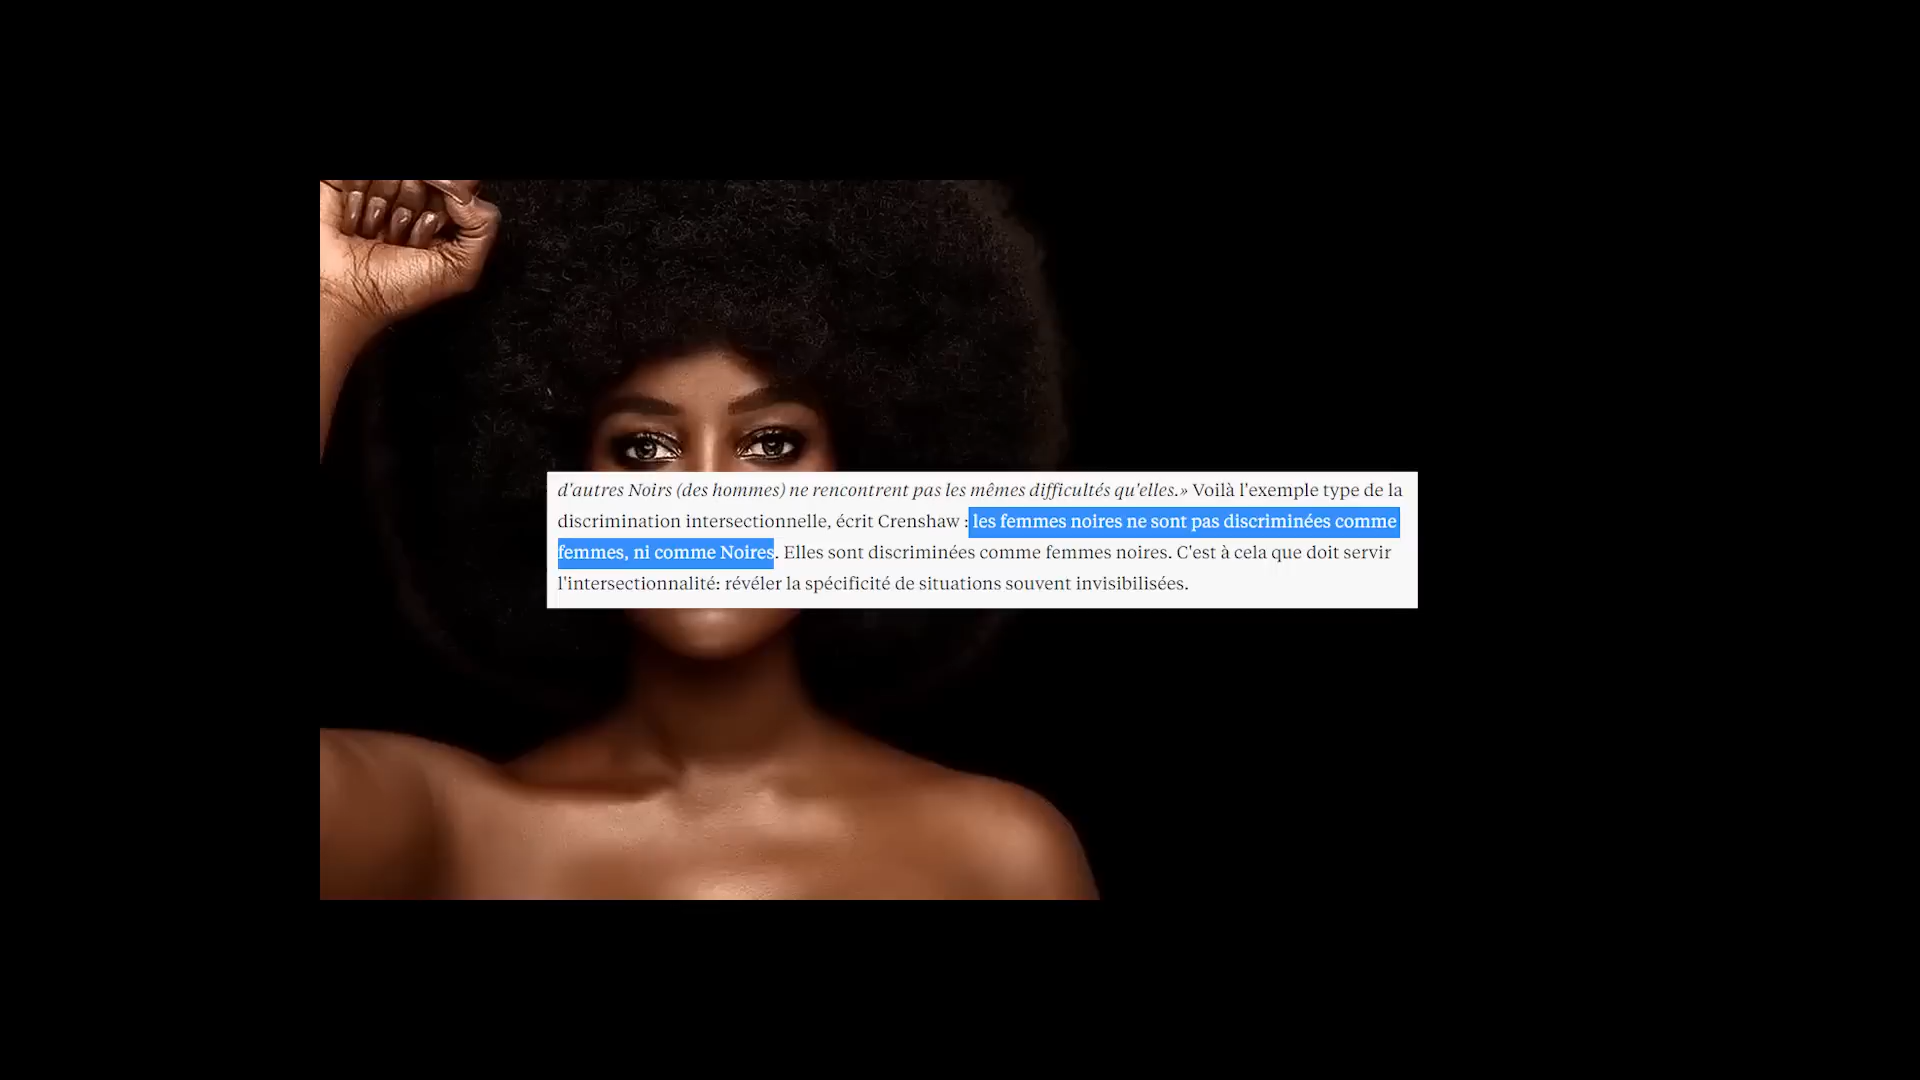 d'autres Noirs (des hommes) ne rencontrent pas les mêmes difficultés qu'elles.» Voilà l'exemple type de la
discrimination intersectionnelle, écrit Crenshaw : les femmes noires ne sont pas discriminées comme
femmes, ni comme Noires. Elles sont discriminées comme femmes noires. C'est à cela que doit servir
l'intersectionnalité: révéler la spécificité de situations souvent invisibilisées.